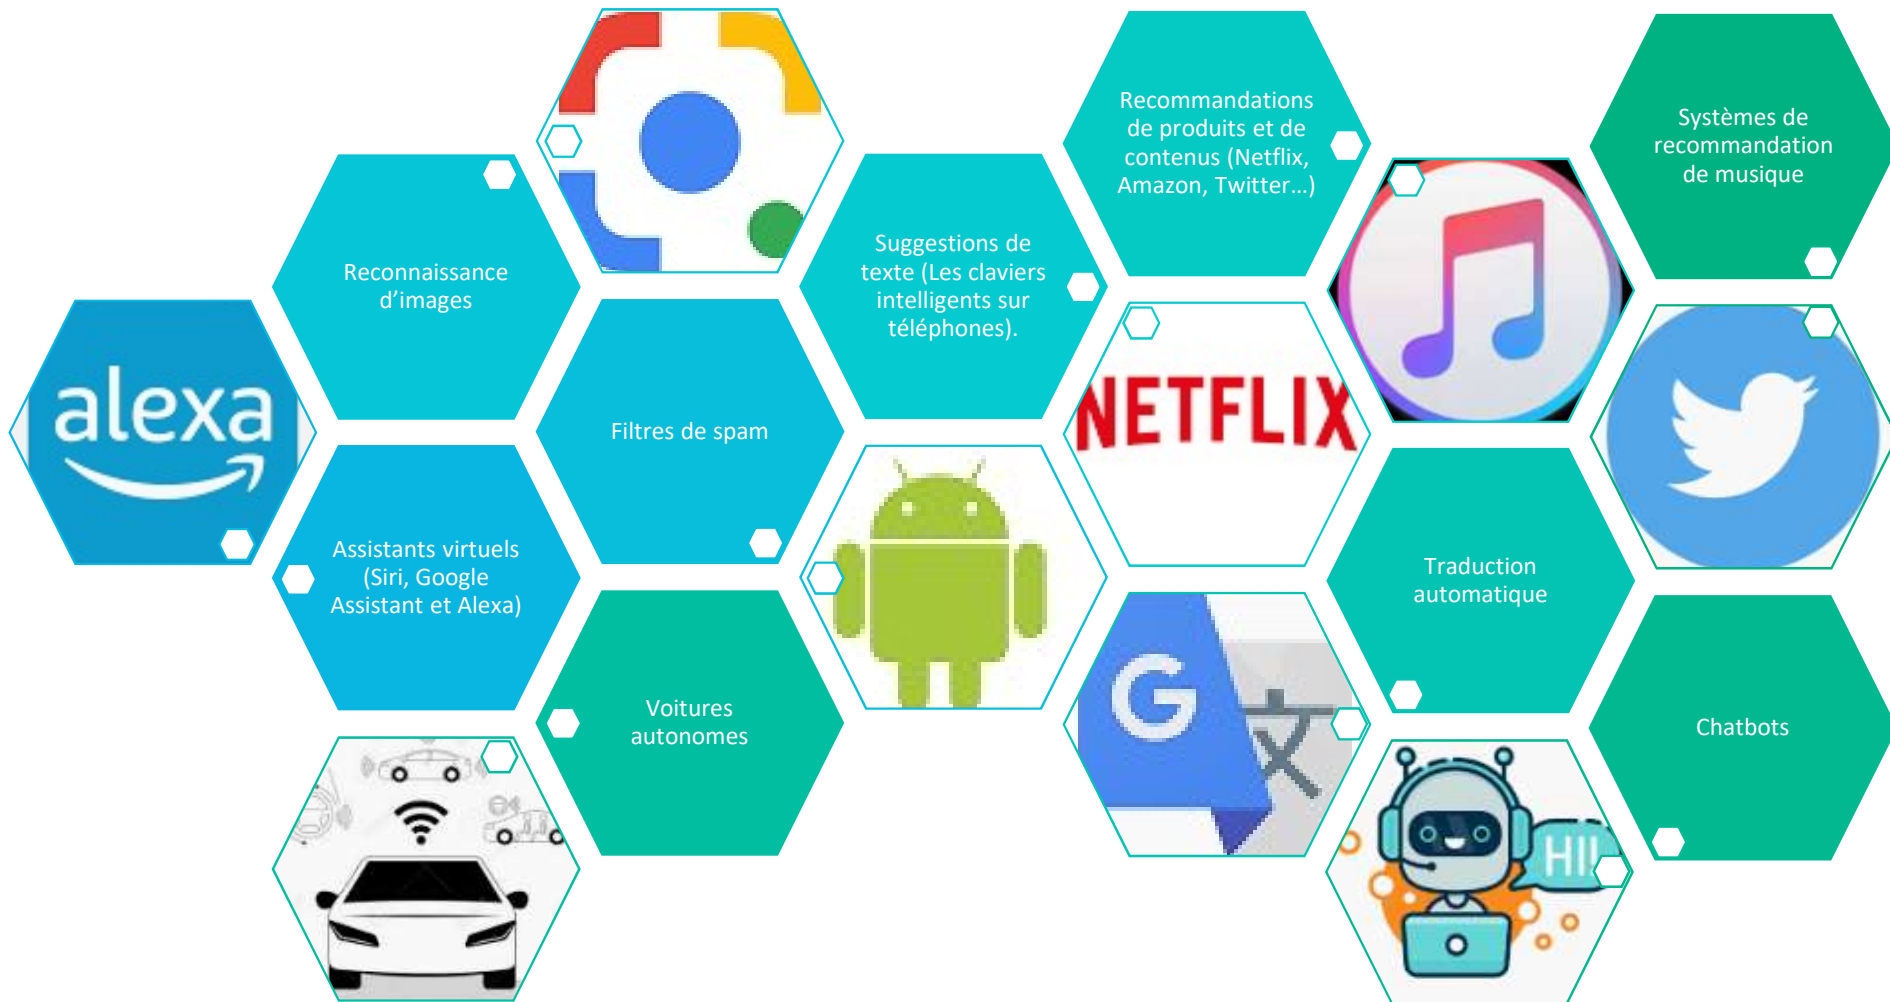 alexa
Reconnaissance
d’images
Assistants virtuels
(Siri, Google
Assistant et Alexa)
Filtres de spam
Voitures
autonomes
Suggestions de
texte (Les claviers
intelligents sur
téléphones).
Recommandations
de produits et de
contenus (Netflix,
Amazon, Twitter…)
NETFLIX
G
文
Traduction
automatique
HI!
Systèmes de
recommandation
de musique
Chatbots